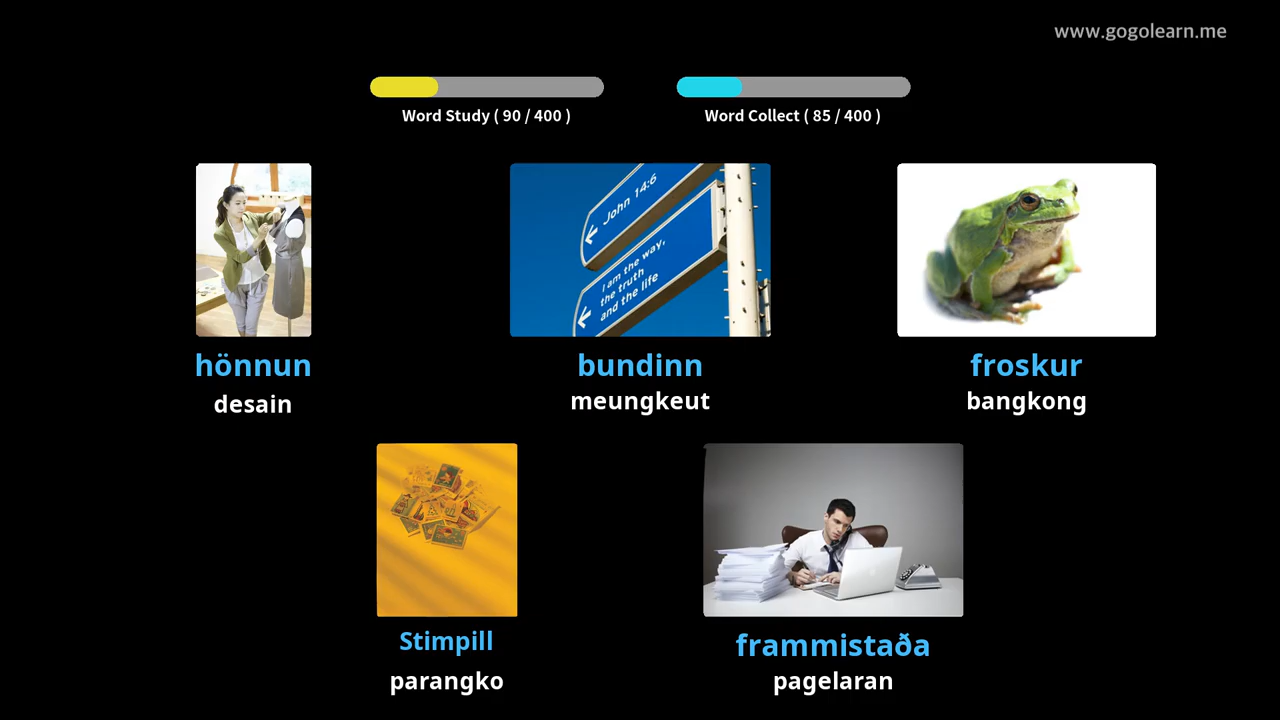 www.gogolearn.me
Word Study ( 90 / 400 )
Word Collect ( 85 / 400 )
John 14:6
I am the way,
the truth
and the life
hönnun
desain
bundinn
meungkeut
froskur
bangkong
Stimpill
parangko
frammistaða
pagelaran